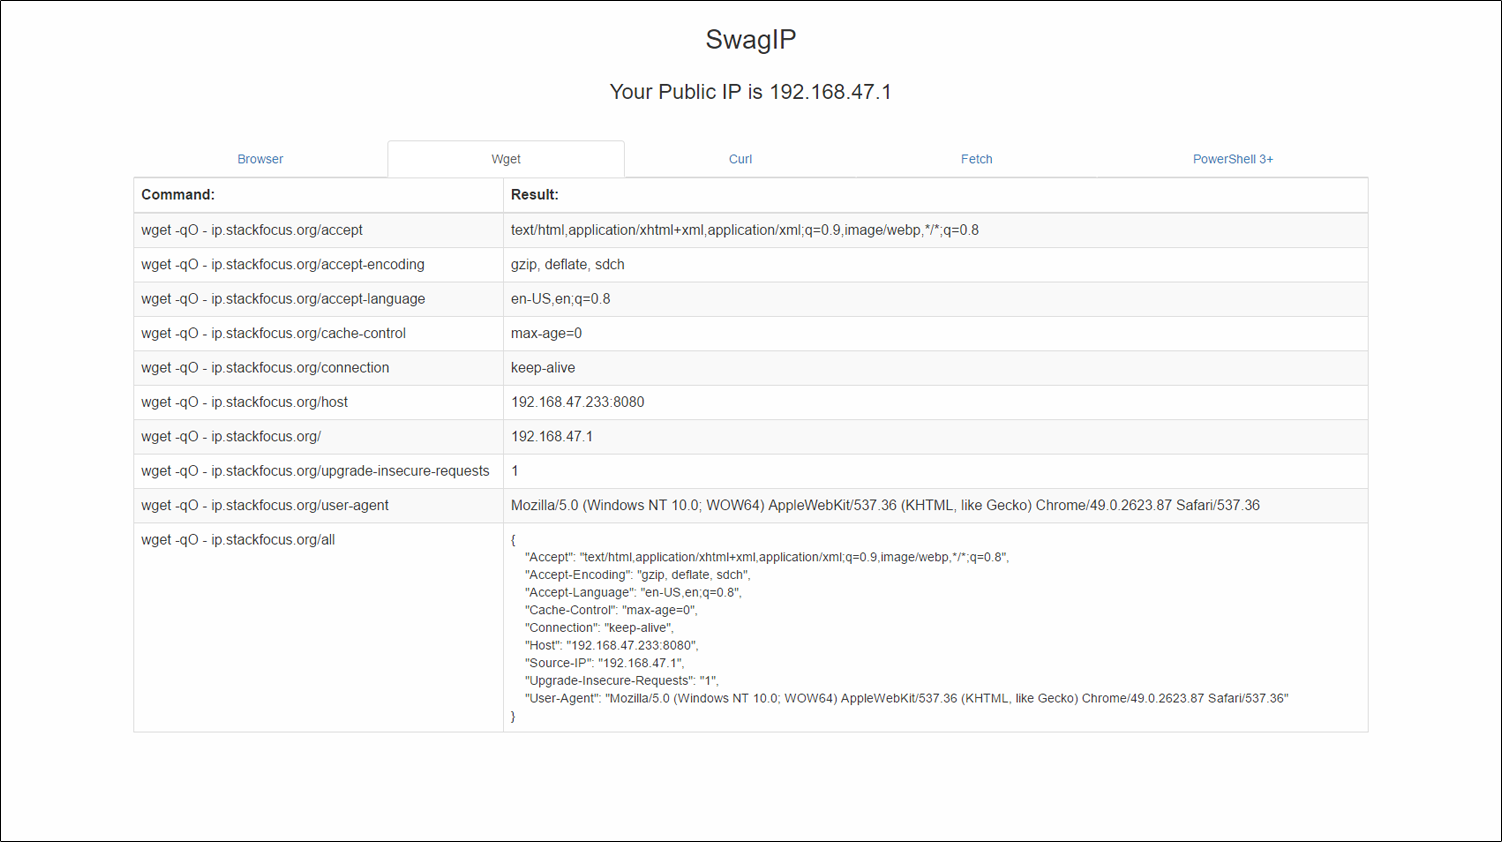 SwagIP
Your Public IP is 192.168.47.1
Browser Wget Curl Fetch PowerShell 3+
Command: Result:
wget -qO - ip.stackfocus.org/accept text/html,application/xhtml+xml,application/xml;q=0.9,image/webp,*/*;q=0.8
wget -qO - ip.stackfocus.org/accept-encoding gzip, deflate, sdch
wget -qO - ip.stackfocus.org/accept-language en-US,en;q=0.8
wget -qO - ip.stackfocus.org/cache-control max-age=0
wget -qO - ip.stackfocus.org/connection keep-alive
wget -qO - ip.stackfocus.org/host 192.168.47.233:8080
wget -qO - ip.stackfocus.org/ 192.168.47.1
wget -qO - ip.stackfocus.org/upgrade-insecure-requests 1
wget -qO - ip.stackfocus.org/user-agent Mozilla/5.0 (Windows NT 10.0; WOW64) AppleWebKit/537.36 (KHTML, like Gecko) Chrome/49.0.2623.87 Safari/537.36
wget -qO - ip.stackfocus.org/all {
"Accept": "text/html,application/xhtml+xml,application/xml;q=0.9,image/webp,*/*;q=0.8",
"Accept-Encoding": "gzip, deflate, sdch",
"Accept-Language": "en-US,en;q=0.8",
"Cache-Control": "max-age=0",
"Connection": "keep-alive",
"Host": "192.168.47.233:8080",
"Source-IP": "192.168.47.1",
"Upgrade-Insecure-Requests": "1",
"User-Agent": "Mozilla/5.0 (Windows NT 10.0; WOW64) AppleWebKit/537.36 (KHTML, like Gecko) Chrome/49.0.2623.87 Safari/537.36"
}